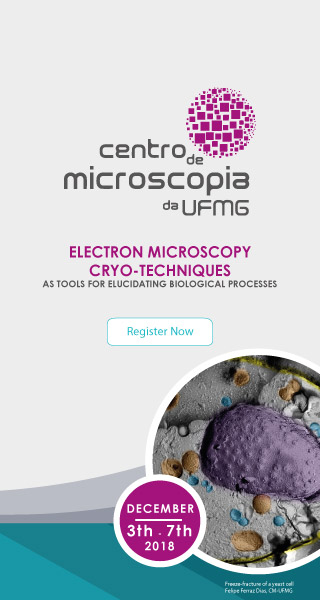 centro
de
microscopia
da UFMG
ELECTRON MICROSCOPY
CRYO-TECHNIQUES
AS TOOLS FOR ELUCIDATING BIOLOGICAL PROCESSES
Register Now
DECEMBER
3th - 7th
2018
Freeze-fracture of a yeast cell
Felipe Ferraz Dias, CM-UFMG